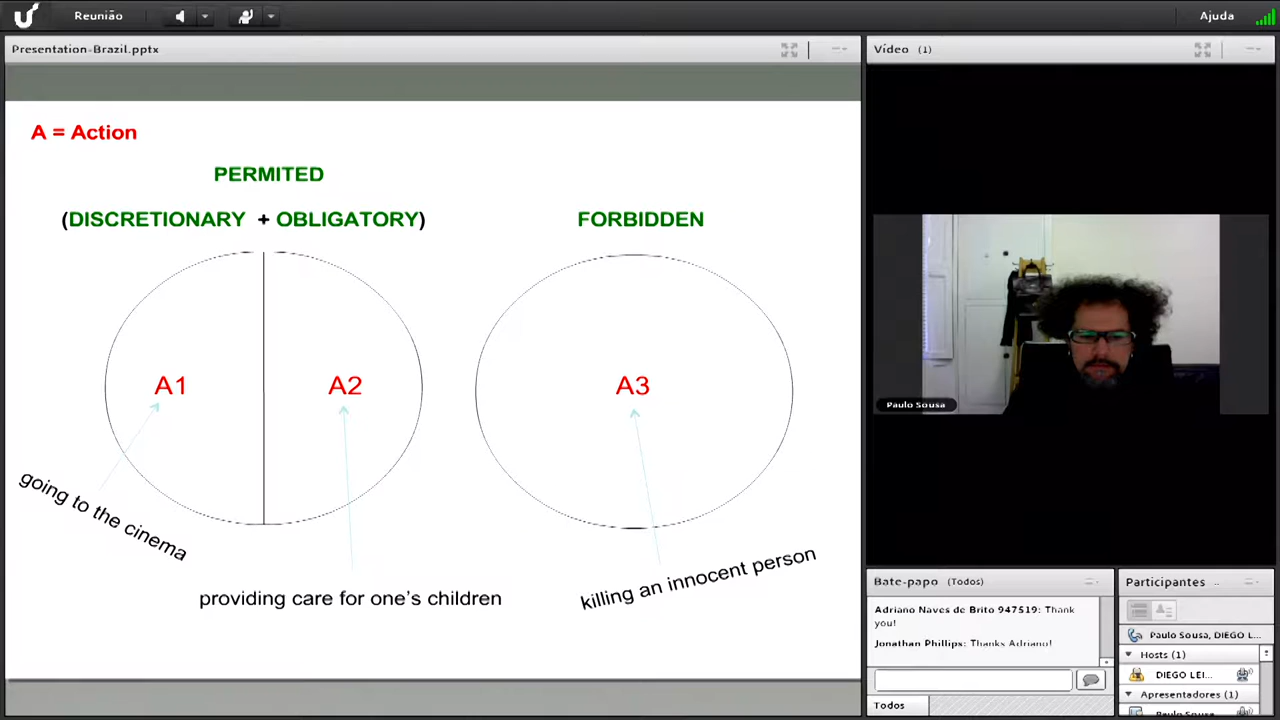 Reunião
Ajuda
Presentation-Brazil.pptx
A = Action
PERMITED
(DISCRETIONARY + OBLIGATORY)
FORBIDDEN
A1
A2
A3
going to the cinema
providing care for one’s children
killing an innocent person
Vídeo (1)
Paulo Sousa
Bate-papo (Todos)
Adriano Naves de Brito 947519: Thank
you!
Jonathan Phillips: Thanks Adriano!
Todos
Participantes ..
Paulo Sousa, DIEGO L...
Hosts (1)
DIEGO LEI...
Apresentadores (1)
Paulo Sousa